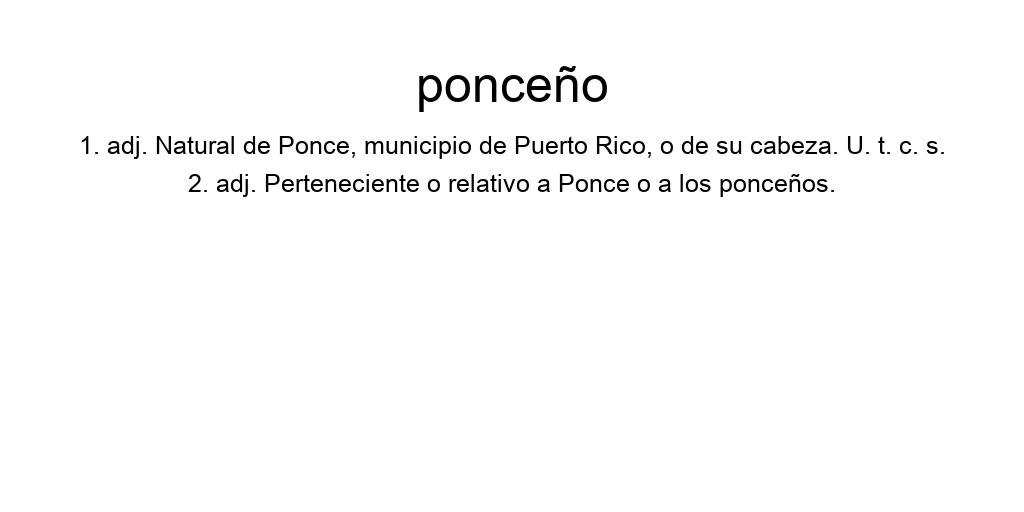 ponceño
1. adj. Natural de Ponce, municipio de Puerto Rico, o de su cabeza. U. t. c. s.
2. adj. Perteneciente o relativo a Ponce o a los ponceños.